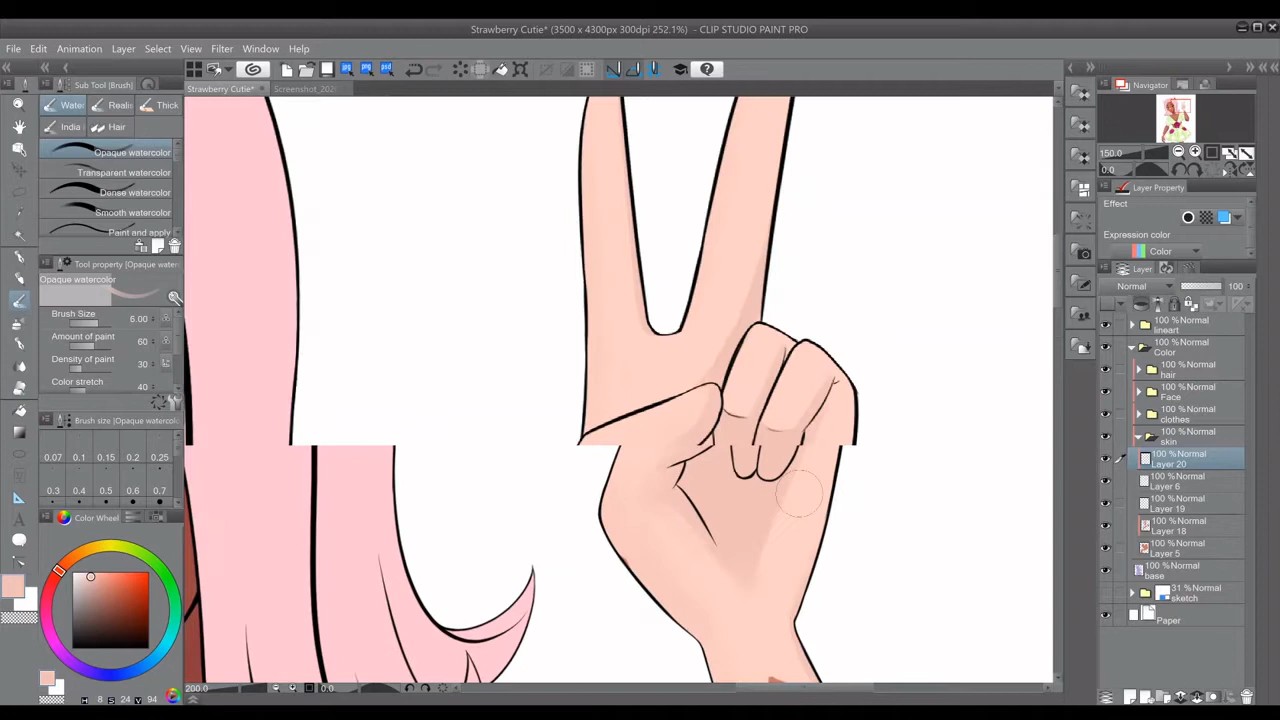 Strawberry Cutie* (3500 x 4300px 300dpi 252.1%) - CLIP STUDIO PAINT PRO
File Edit Animation Layer Select View Filter Window Help
Sub Tool [Brush]
Strawberry Cutie*
Screenshot_202
Water
Realis
Thick
India
Hair
Opaque watercolor
Transparent watercolor
Dense watercolor
Smooth watercolor
Paint and apply
Tool property [Opaque water
Opaque watercolor
Brush Size 6.00
Amount of paint 60
Density of paint 30
Color stretch 40
Brush size [Opaque watercolor]
0.07 0.1 0.15 0.2 0.25
0.3 0.4 0.5 0.6 0.7
Color Wheel
H 8 S 24 V 94
200.0
0.0
Navigator
150.0
0.0
Layer Property
Effect
Expression color
Color
Layer
Normal 100
100 %Normal
lineart
100 %Normal
Color
100 %Normal
hair
100 %Normal
Face
100 %Normal
clothes
100 %Normal
skin
100 %Normal
Layer 20
100 %Normal
Layer 6
100 %Normal
Layer 19
100 %Normal
Layer 18
100 %Normal
Layer 5
100 %Normal
base
31 %Normal
sketch
Paper